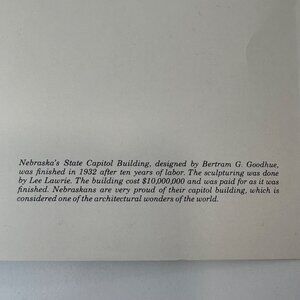 Nebraska's State Capitol Building, designed by Bertram G. Goodhue,
was finished in 1932 after ten years of labor. The sculpturing was done
by Lee Lawrie. The building cost $10,000,000 and was paid for as it was
finished. Nebraskans are very proud of their capitol building, which is
considered one of the architectural wonders of the world.